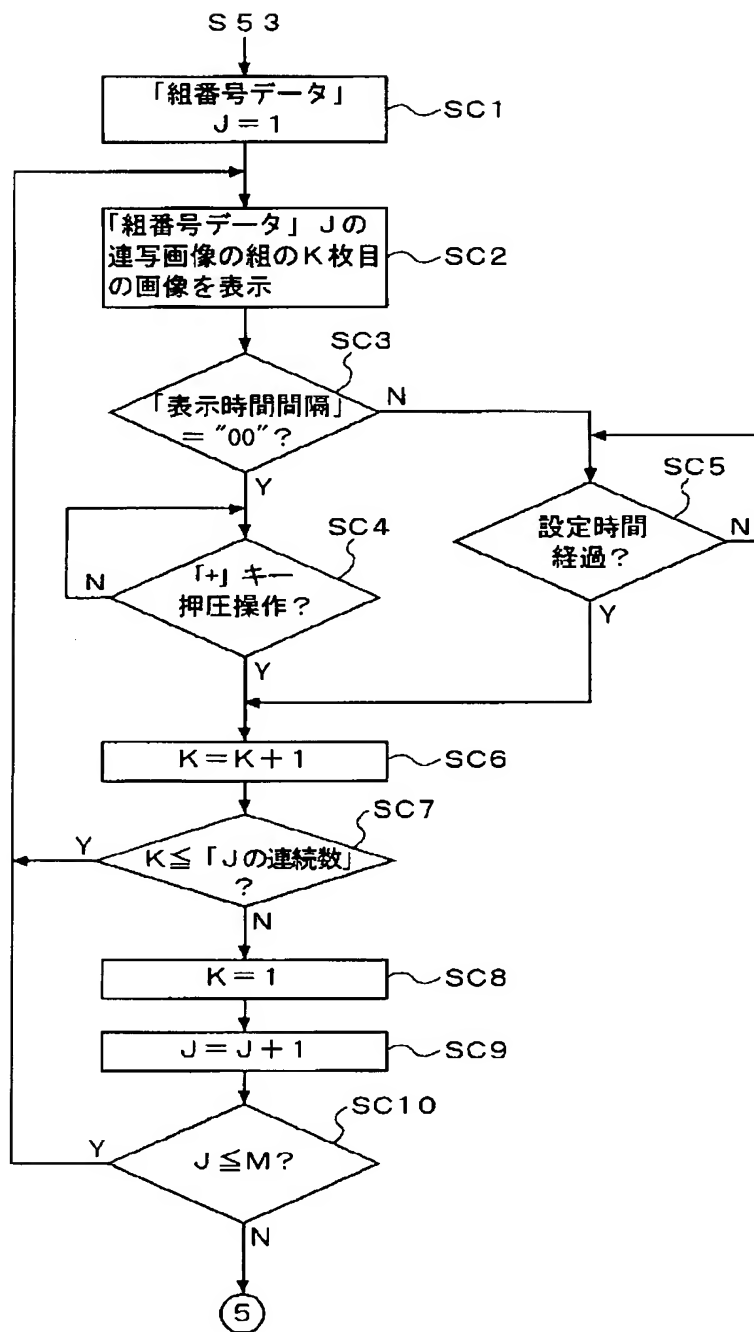 S53
「組番号データ」
J=1
SC1
「組番号データ」Jの
連写画像の組のK枚目
の画像を表示
SC2
SC3
「表示時間間隔」
="00"?
N
Y
SC5
設定時間
経過?
N
Y
SC4
「+」キー
押圧操作?
N
Y
K=K+1
SC6
SC7
K≦「Jの連続数」
?
Y
N
K=1
SC8
J=J+1
SC9
SC10
J≦M?
Y
N
5